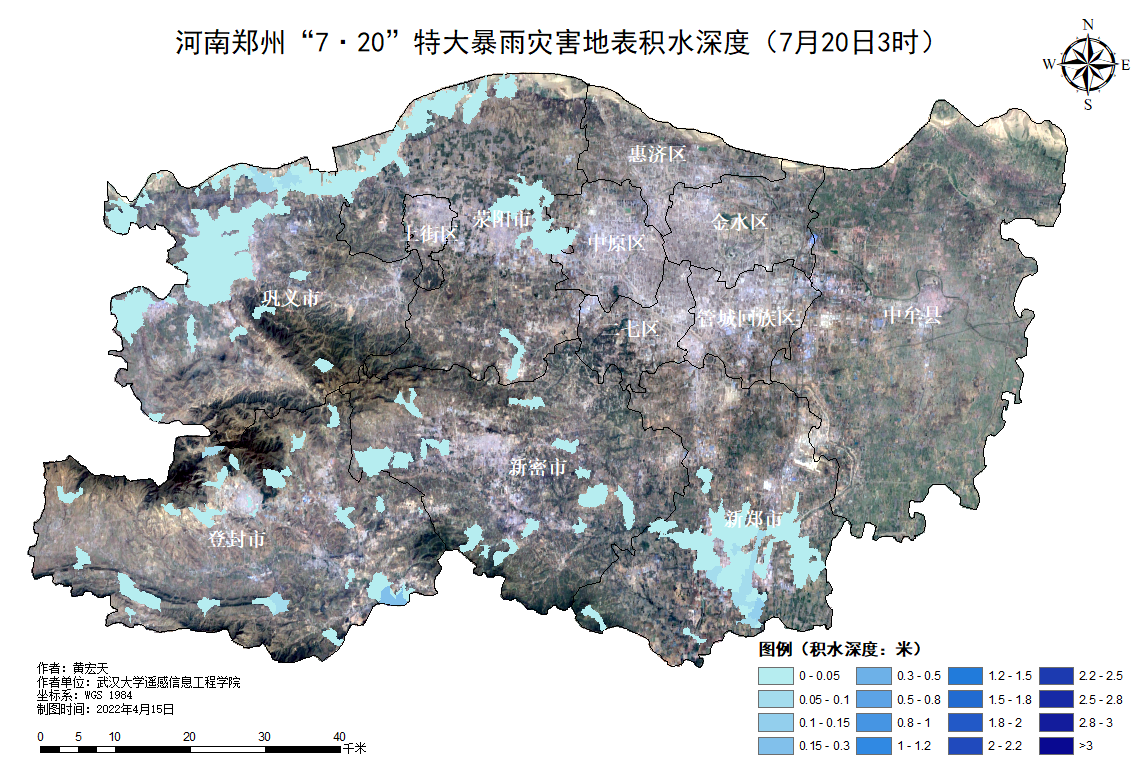 河南郑州“7·20”特大暴雨灾害地表积水深度（7月20日3时）
N
W
E
S
惠济区
上街区
荥阳市
中原区
金水区
巩义市
二七区
管城回族区
中牟县
新密市
新郑市
登封市
图例（积水深度：米）
0 - 0.05
0.3 - 0.5
1.2 - 1.5
2.2 - 2.5
0.05 - 0.1
0.5 - 0.8
1.5 - 1.8
2.5 - 2.8
0.1 - 0.15
0.8 - 1
1.8 - 2
2.8 - 3
0.15 - 0.3
1 - 1.2
2 - 2.2
>3
作者：黄宏天
作者单位：武汉大学遥感信息工程学院
坐标系：WGS 1984
制图时间：2022年4月15日
0 5 10 20 30 40
千米